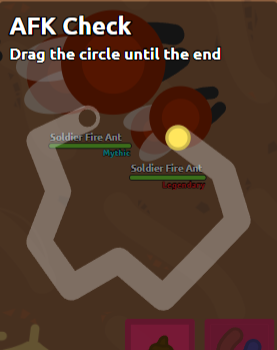 AFK Check
Drag the circle until the end
Soldier Fire Ant
Mythic
Soldier Fire Ant
Legendary